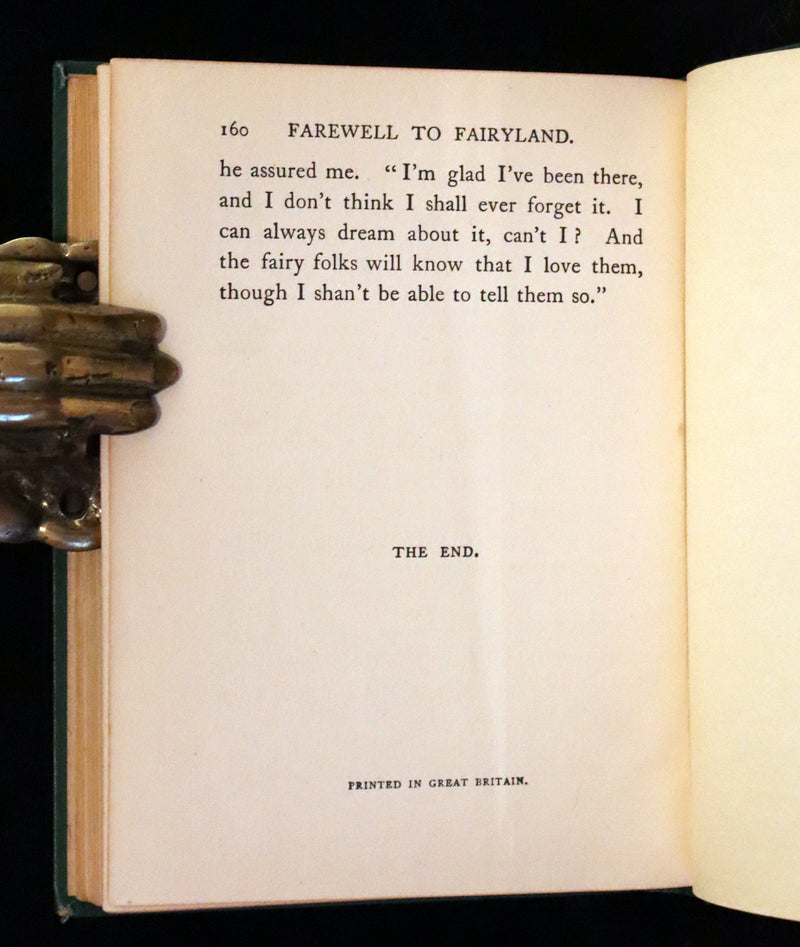 160 FAREWELL TO FAIRYLAND.
he assured me. “I’m glad I’ve been there,
and I don’t think I shall ever forget it. I
can always dream about it, can’t I? And
the fairy folks will know that I love them,
though I shan’t be able to tell them so.”
THE END.
PRINTED IN GREAT BRITAIN.